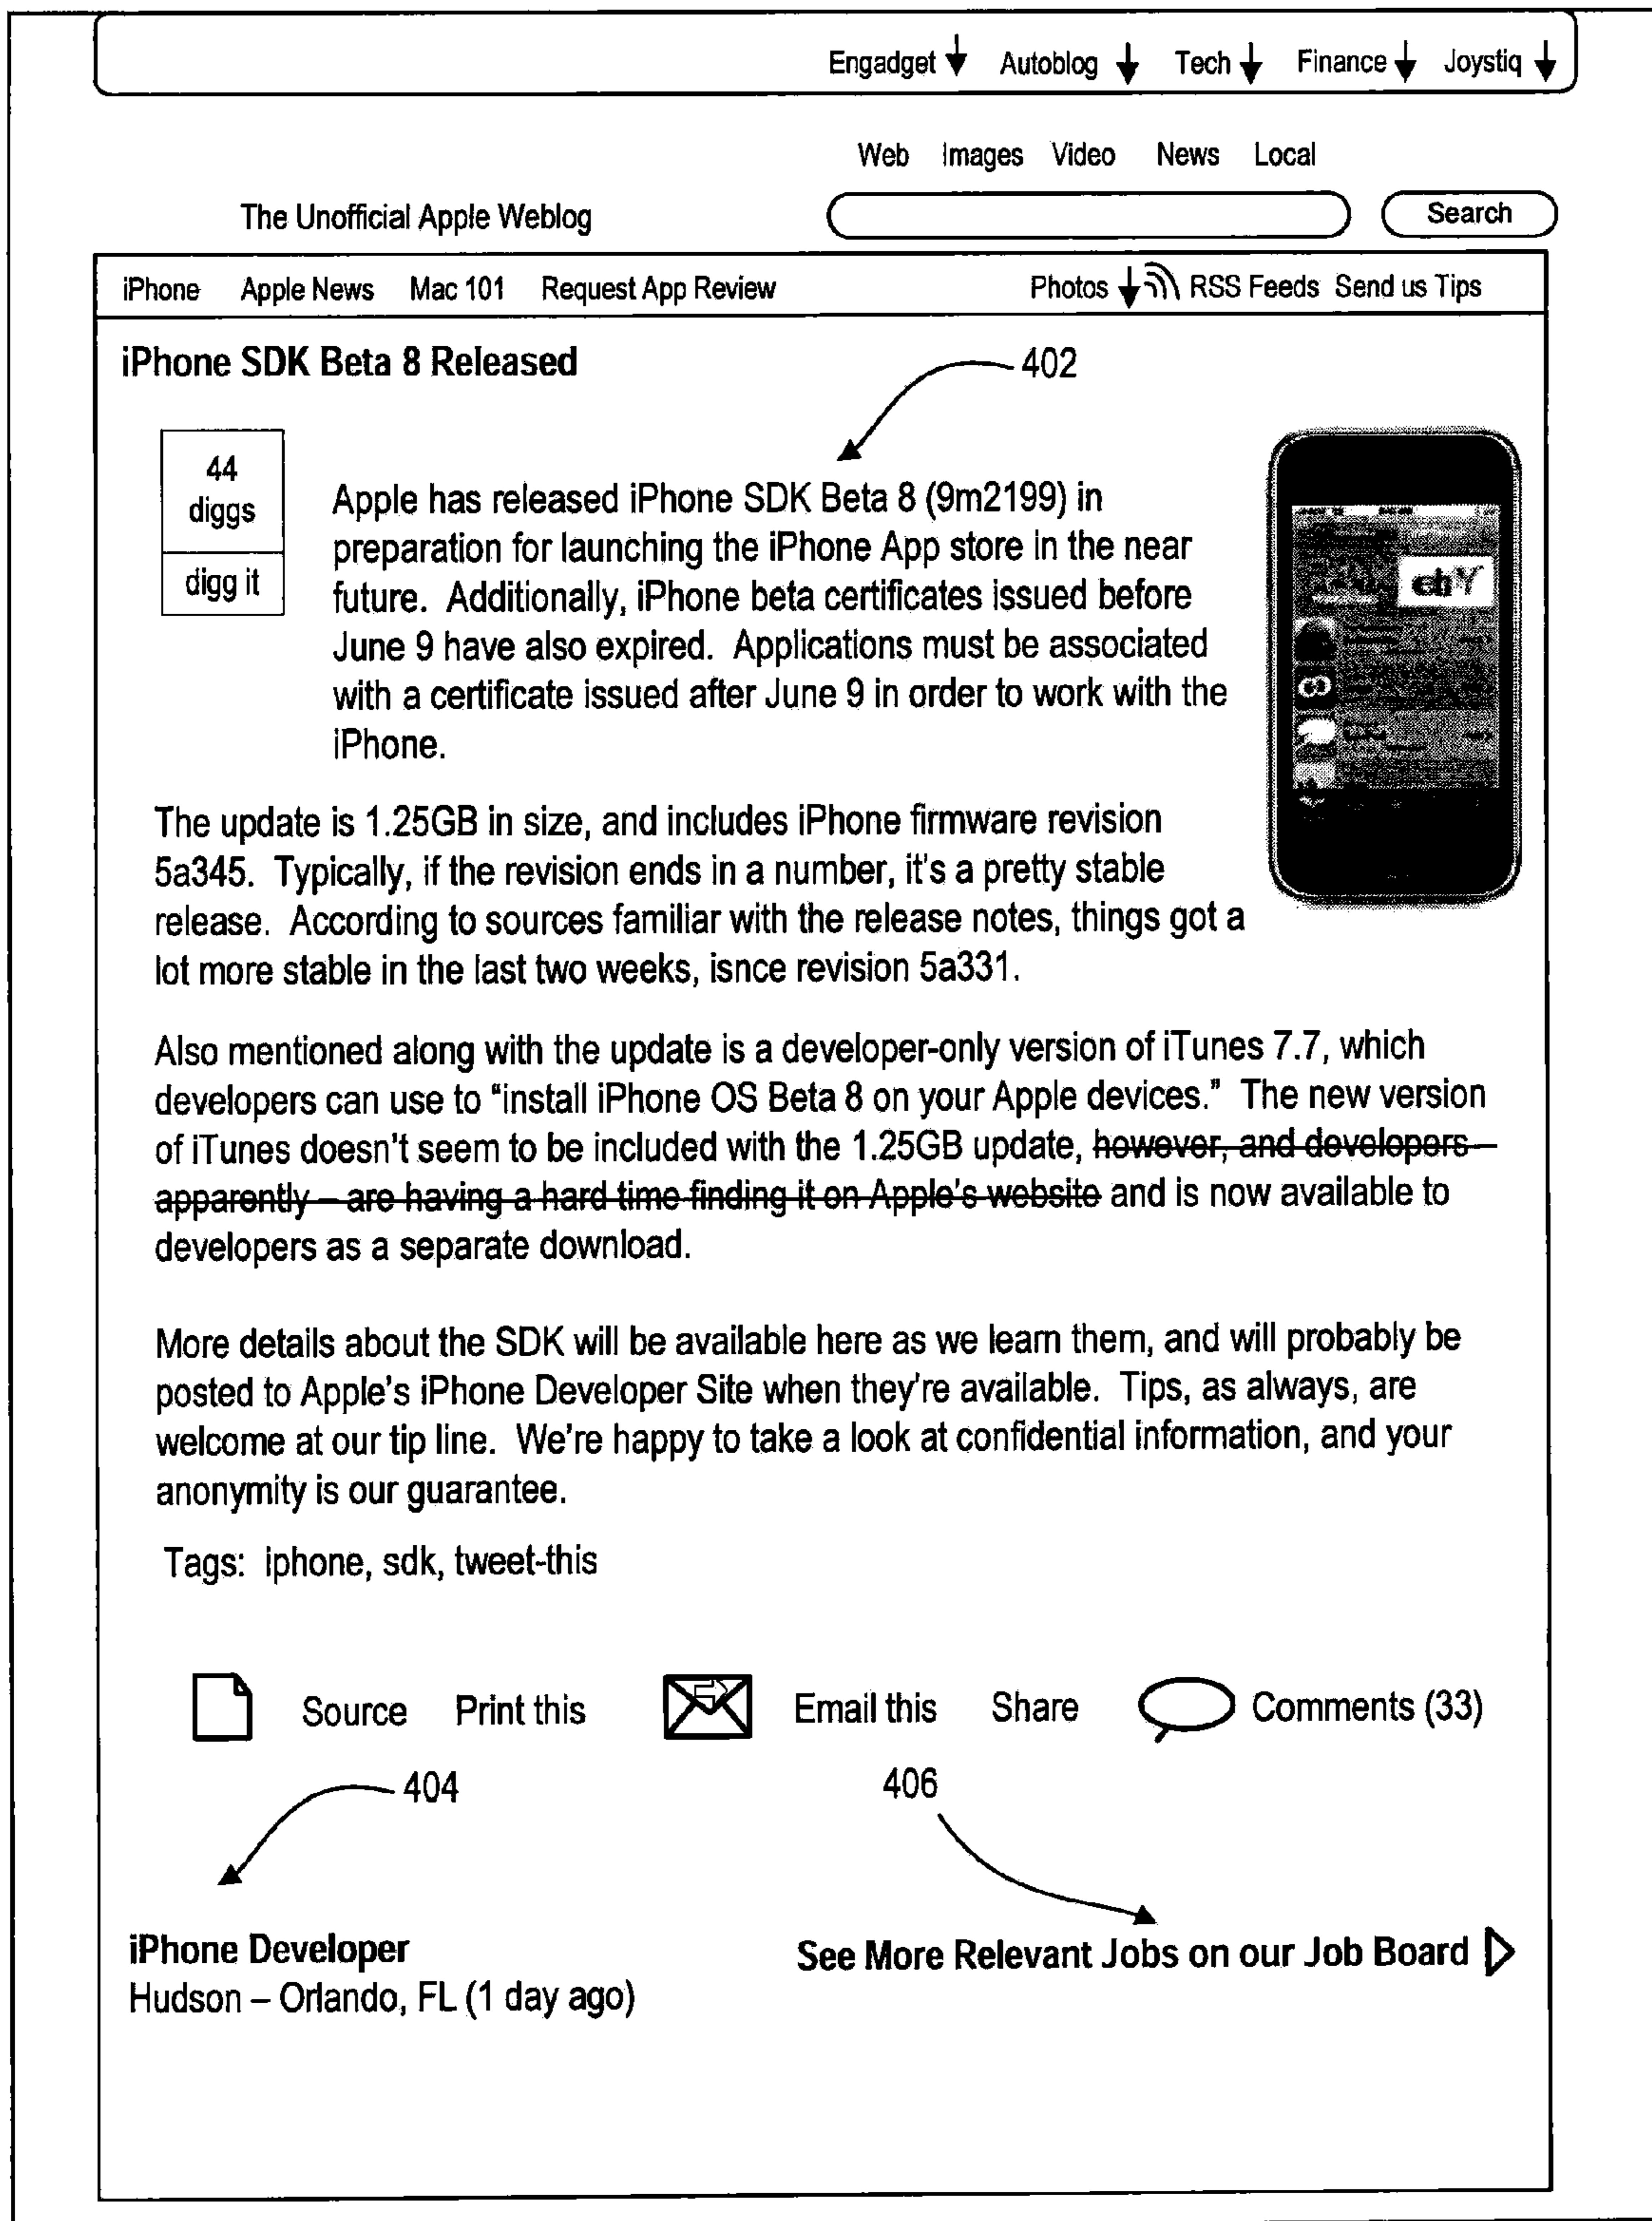 Engadget Autoblog Tech Finance Joystiq
Web Images Video News Local
The Unofficial Apple Weblog
Search
iPhone Apple News Mac 101 Request App Review Photos RSS Feeds Send us Tips
iPhone SDK Beta 8 Released
402
44
diggs
digg it
Apple has released iPhone SDK Beta 8 (9m2199) in
preparation for launching the iPhone App store in the near
future. Additionally, iPhone beta certificates issued before
June 9 have also expired. Applications must be associated
with a certificate issued after June 9 in order to work with the
iPhone.
The update is 1.25GB in size, and includes iPhone firmware revision
5a345. Typically, if the revision ends in a number, it's a pretty stable
release. According to sources familiar with the release notes, things got a
lot more stable in the last two weeks, isnce revision 5a331.
Also mentioned along with the update is a developer-only version of iTunes 7.7, which
developers can use to “install iPhone OS Beta 8 on your Apple devices.” The new version
of iTunes doesn't seem to be included with the 1.25GB update, however, and developers –
apparently – are having a hard time finding it on Apple's website and is now available to
developers as a separate download.
More details about the SDK will be available here as we learn them, and will probably be
posted to Apple's iPhone Developer Site when they're available. Tips, as always, are
welcome at our tip line. We're happy to take a look at confidential information, and your
anonymity is our guarantee.
Tags: iphone, sdk, tweet-this
Source Print this Email this Share Comments (33)
404
406
iPhone Developer
Hudson – Orlando, FL (1 day ago)
See More Relevant Jobs on our Job Board